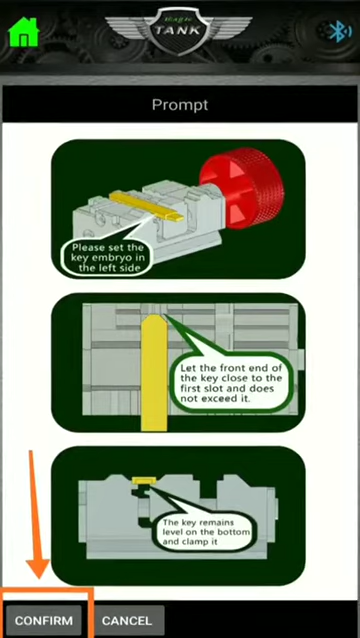 Magic
TANK
Prompt
Please set the
key embryo in
the left side
Let the front end of
the key close to the
first slot and does
not exceed it.
The key remains
level on the bottom
and clamp it
CONFIRM
CANCEL